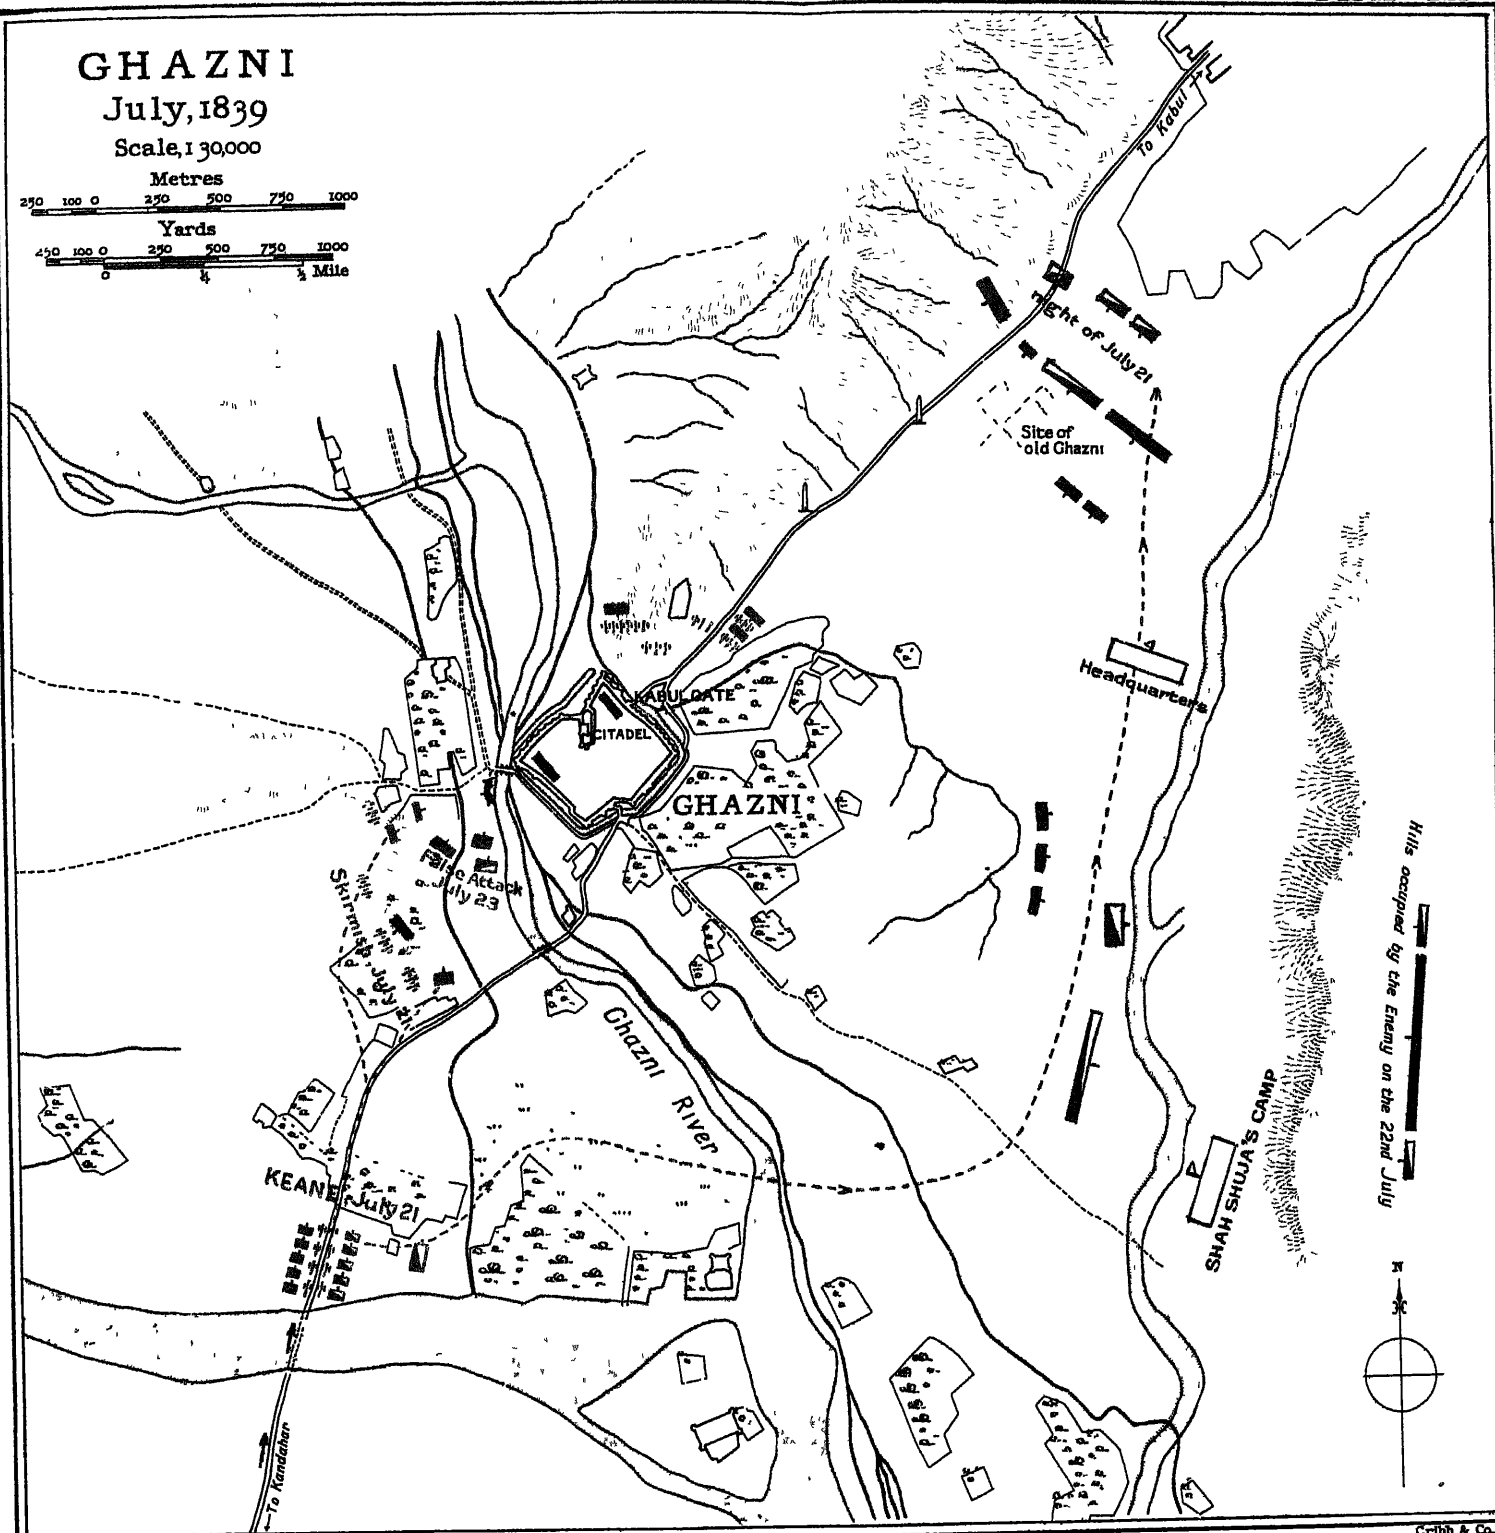 GHAZNI
July, 1839
Scale, 1 30,000
Metres
250 100 0 250 500 750 1000
Yards
250 100 0 250 500 750 1000
0 ¼ ½ Mile
To Kabul
night of July 21
Site of
old Ghazni
Headquarters
KABUL GATE
CITADEL
GHAZNI
False Attack
July 23
Skirmish, July 21
Ghazni River
KEANE July 21
Hills occupied by the Enemy on the 22nd July
SHAH SHUJA'S CAMP
N
To Kandahar
Gribb & Co